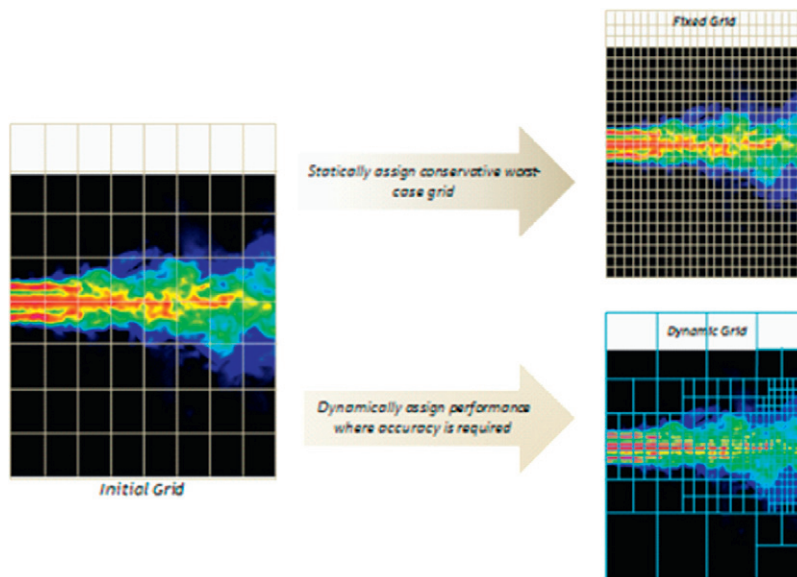 Fixed Grid
Statically assign conservative worst-
case grid
Dynamic Grid
Dynamically assign performance
where accuracy is required
Initial Grid